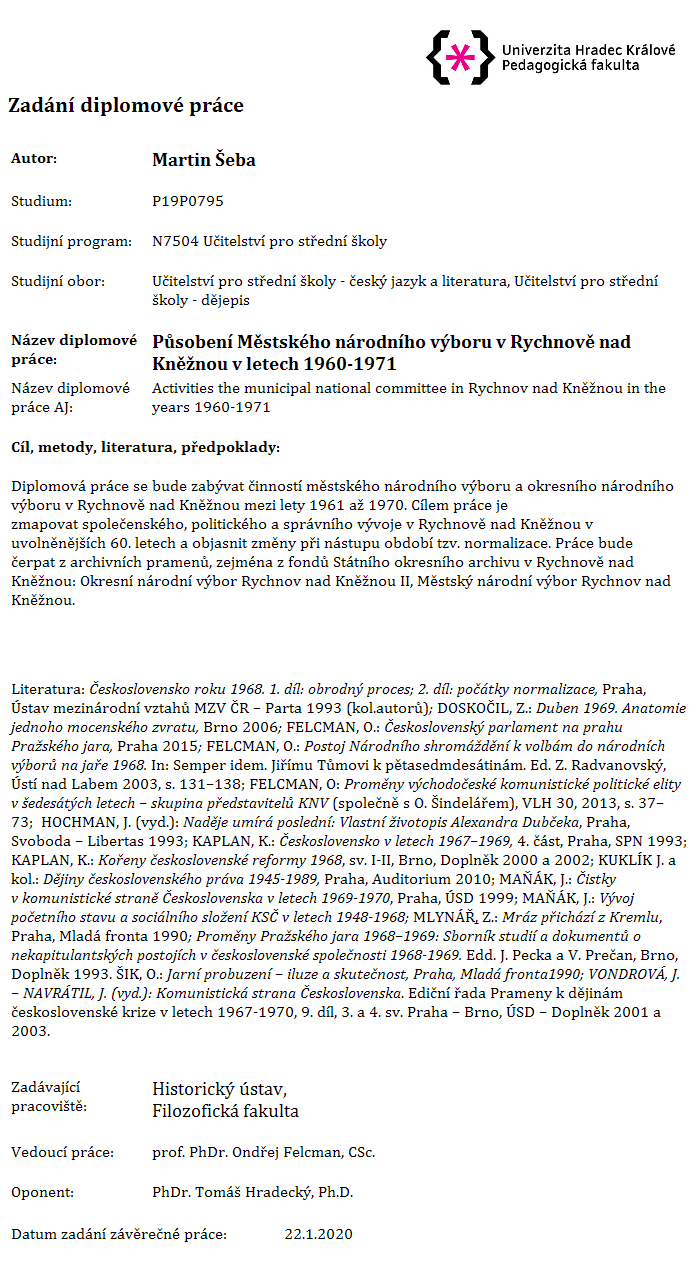 Univerzita Hradec Králové
Pedagogická fakulta
Zadání diplomové práce
Autor: Martin Šeba
Studium: P19P0795
Studijní program: N7504 Učitelství pro střední školy
Studijní obor: Učitelství pro střední školy - český jazyk a literatura, Učitelství pro střední
školy - dějepis
Název diplomové práce: Působení Městského národního výboru v Rychnově nad
Kněžnou v letech 1960-1971
Název diplomové práce AJ: Activities the municipal national committee in Rychnov nad Kněžnou in the
years 1960-1971
Cíl, metody, literatura, předpoklady:
Diplomová práce se bude zabývat činností městského národního výboru a okresního národního
výboru v Rychnově nad Kněžnou mezi lety 1961 až 1970. Cílem práce je
zmapovat společenského, politického a správního vývoje v Rychnově nad Kněžnou v
uvolněnějších 60. letech a objasnit změny při nástupu období tzv. normalizace. Práce bude
čerpat z archivních pramenů, zejména z fondů Státního okresního archivu v Rychnově nad
Kněžnou: Okresní národní výbor Rychnov nad Kněžnou II, Městský národní výbor Rychnov nad
Kněžnou.
Literatura: Československo roku 1968. 1. díl: obrodný proces; 2. díl: počátky normalizace, Praha,
Ústav mezinárodní vztahů MZV ČR – Parta 1993 (kol.autorů); DOSKOČIL, Z.: Duben 1969. Anatomie
jednoho mocenského zvratu, Brno 2006; FELCMAN, O.: Československý parlament na prahu
Pražského jara, Praha 2015; FELCMAN, O.: Postoj Národního shromáždění k volbám do národních
výborů na jaře 1968. In: Semper idem. Jiřímu Tůmovi k pětasedmdesátinám. Ed. Z. Radvanovský,
Ústí nad Labem 2003, s. 131–138; FELCMAN, O: Proměny východočeské komunistické politické elity
v šedesátých letech – skupina představitelů KNV (společně s O. Šindelářem), VLH 30, 2013, s. 37–
73;  HOCHMAN, J. (vyd.): Naděje umírá poslední: Vlastní životopis Alexandra Dubčeka, Praha,
Svoboda – Libertas 1993; KAPLAN, K.: Československo v letech 1967–1969, 4. část, Praha, SPN 1993;
KAPLAN, K.: Kořeny československé reformy 1968, sv. I-II, Brno, Doplněk 2000 a 2002; KUKLÍK J. a
kol.: Dějiny československého práva 1945-1989, Praha, Auditorium 2010; MAŇÁK, J.: Čistky
v komunistické straně Československa v letech 1969-1970, Praha, ÚSD 1999; MAŇÁK, J.: Vývoj
početního stavu a sociálního složení KSČ v letech 1948-1968; MLYNÁŘ, Z.: Mráz přichází z Kremlu,
Praha, Mladá fronta 1990; Proměny Pražského jara 1968–1969: Sborník studií a dokumentů o
nekapitulantských postojích v československé společnosti 1968-1969. Edd. J. Pecka a V. Prečan, Brno,
Doplněk 1993. ŠIK, O.: Jarní probuzení – iluze a skutečnost, Praha, Mladá fronta1990; VONDROVÁ, J.
– NAVRÁTIL, J. (vyd.): Komunistická strana Československa. Ediční řada Prameny k dějinám
československé krize v letech 1967-1970, 9. díl, 3. a 4. sv. Praha – Brno, ÚSD – Doplněk 2001 a
2003.
Zadávající pracoviště: Historický ústav,
Filozofická fakulta
Vedoucí práce: prof. PhDr. Ondřej Felcman, CSc.
Oponent: PhDr. Tomáš Hradecký, Ph.D.
Datum zadání závěrečné práce: 22.1.2020